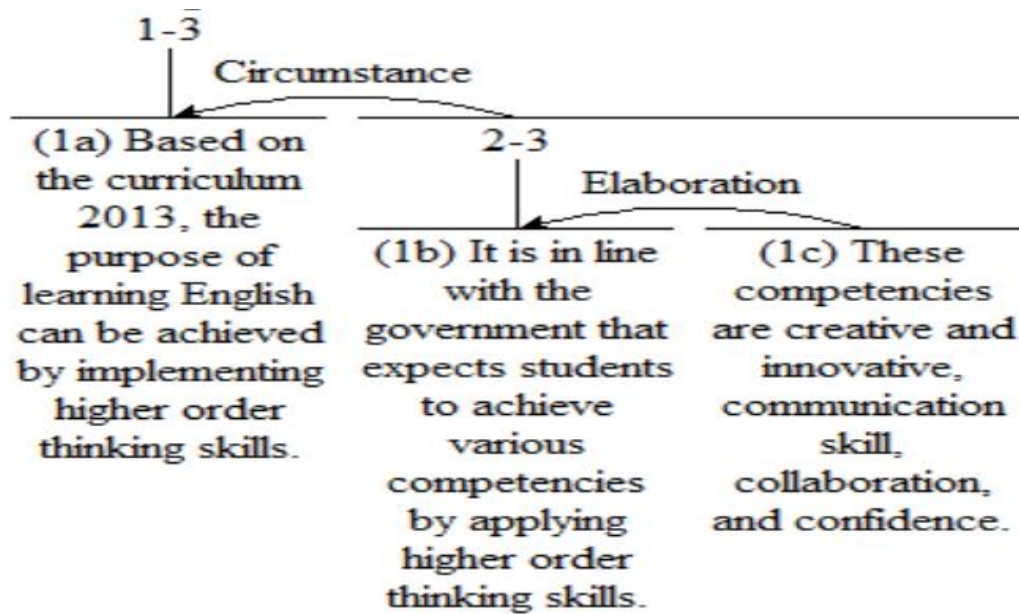 1-3
Circumstance
(1a) Based on
the curriculum
2013, the
purpose of
learning English
can be achieved
by implementing
higher order
thinking skills.
2-3
Elaboration
(1b) It is in line
with the
government that
expects students
to achieve
various
competencies
by applying
higher order
thinking skills.
(1c) These
competencies
are creative and
innovative,
communication
skill,
collaboration,
and confidence.